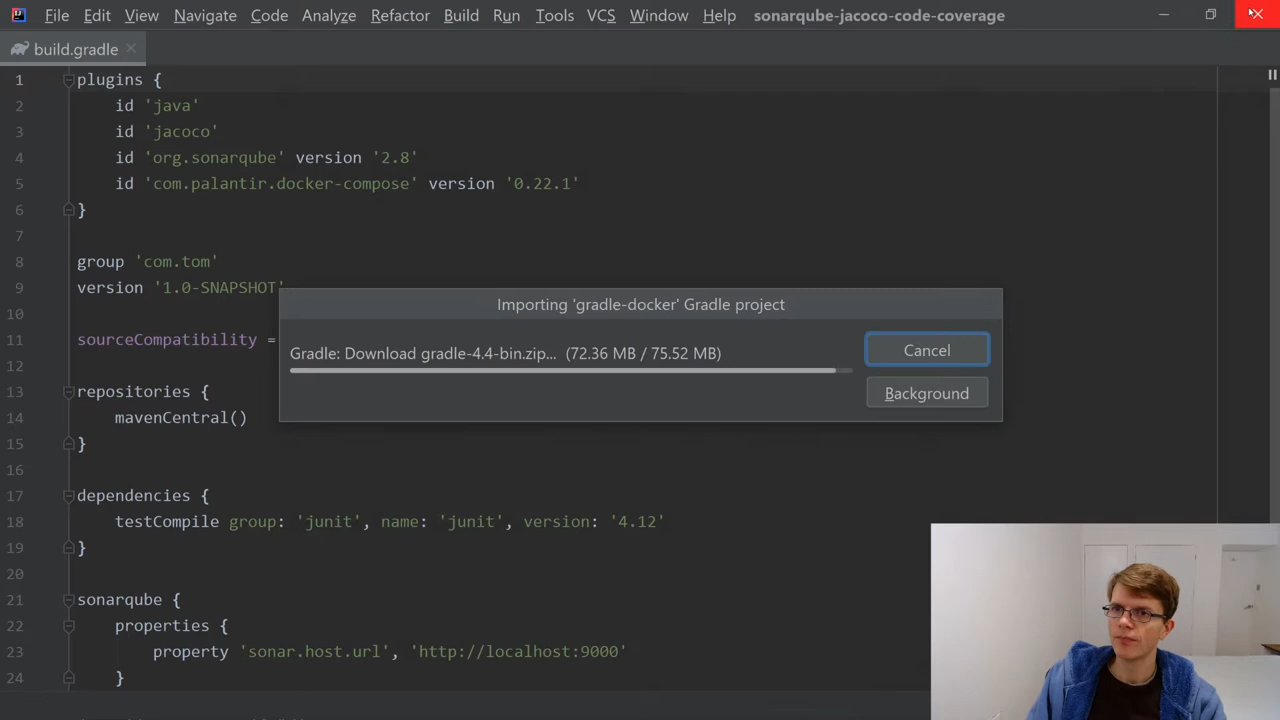 File Edit View Navigate Code Analyze Refactor Build Run Tools VCS Window Help sonarqube-jacoco-code-coverage
build.gradle
1 plugins {
2 id 'java'
3 id 'jacoco'
4 id 'org.sonarqube' version '2.8'
5 id 'com.palantir.docker-compose' version '0.22.1'
6 }
7
8 group 'com.tom'
9 version '1.0-SNAPSHOT'
10
11 sourceCompatibility =
12
13 repositories {
14 mavenCentral()
15 }
16
17 dependencies {
18 testCompile group: 'junit', name: 'junit', version: '4.12'
19 }
20
21 sonarqube {
22 properties {
23 property 'sonar.host.url', 'http://localhost:9000'
24 }
Importing 'gradle-docker' Gradle project
Gradle: Download gradle-4.4-bin.zip... (72.36 MB / 75.52 MB)
Cancel
Background